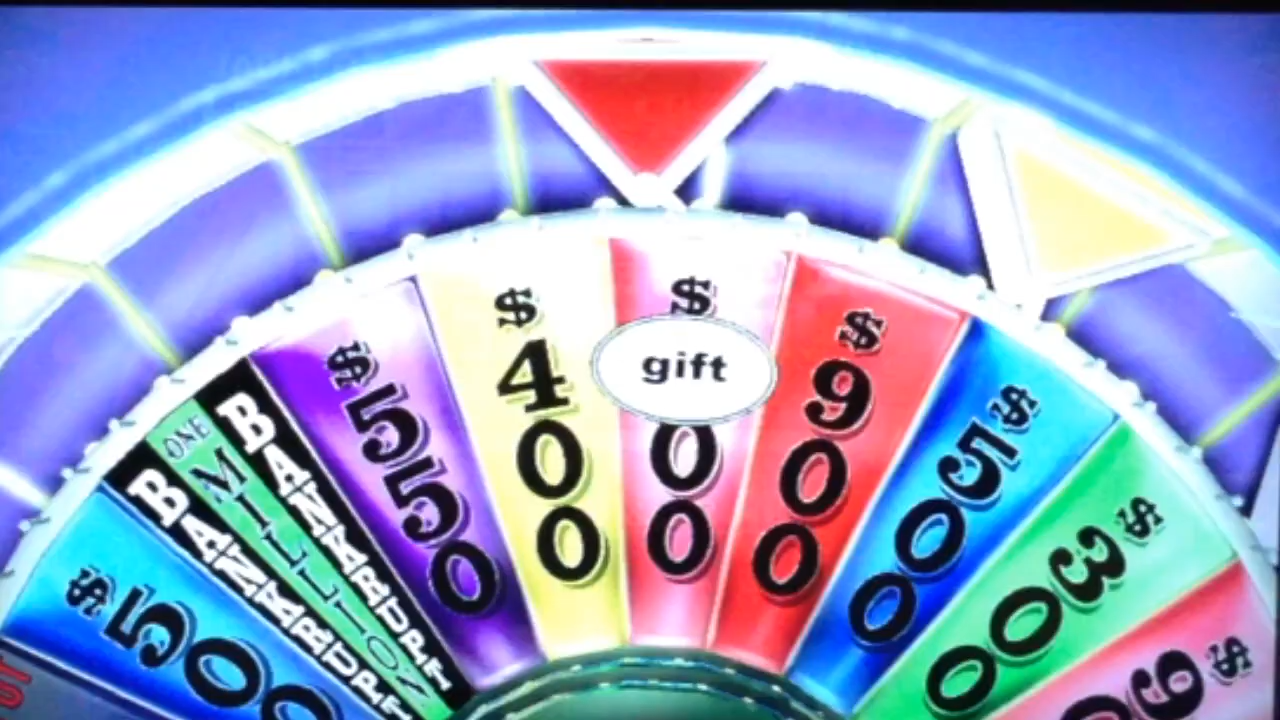 $500
BANKRUPT
ONE MILLION
BANKRUPT
$550
$400
$
gift
00
$900
$500
$300
$